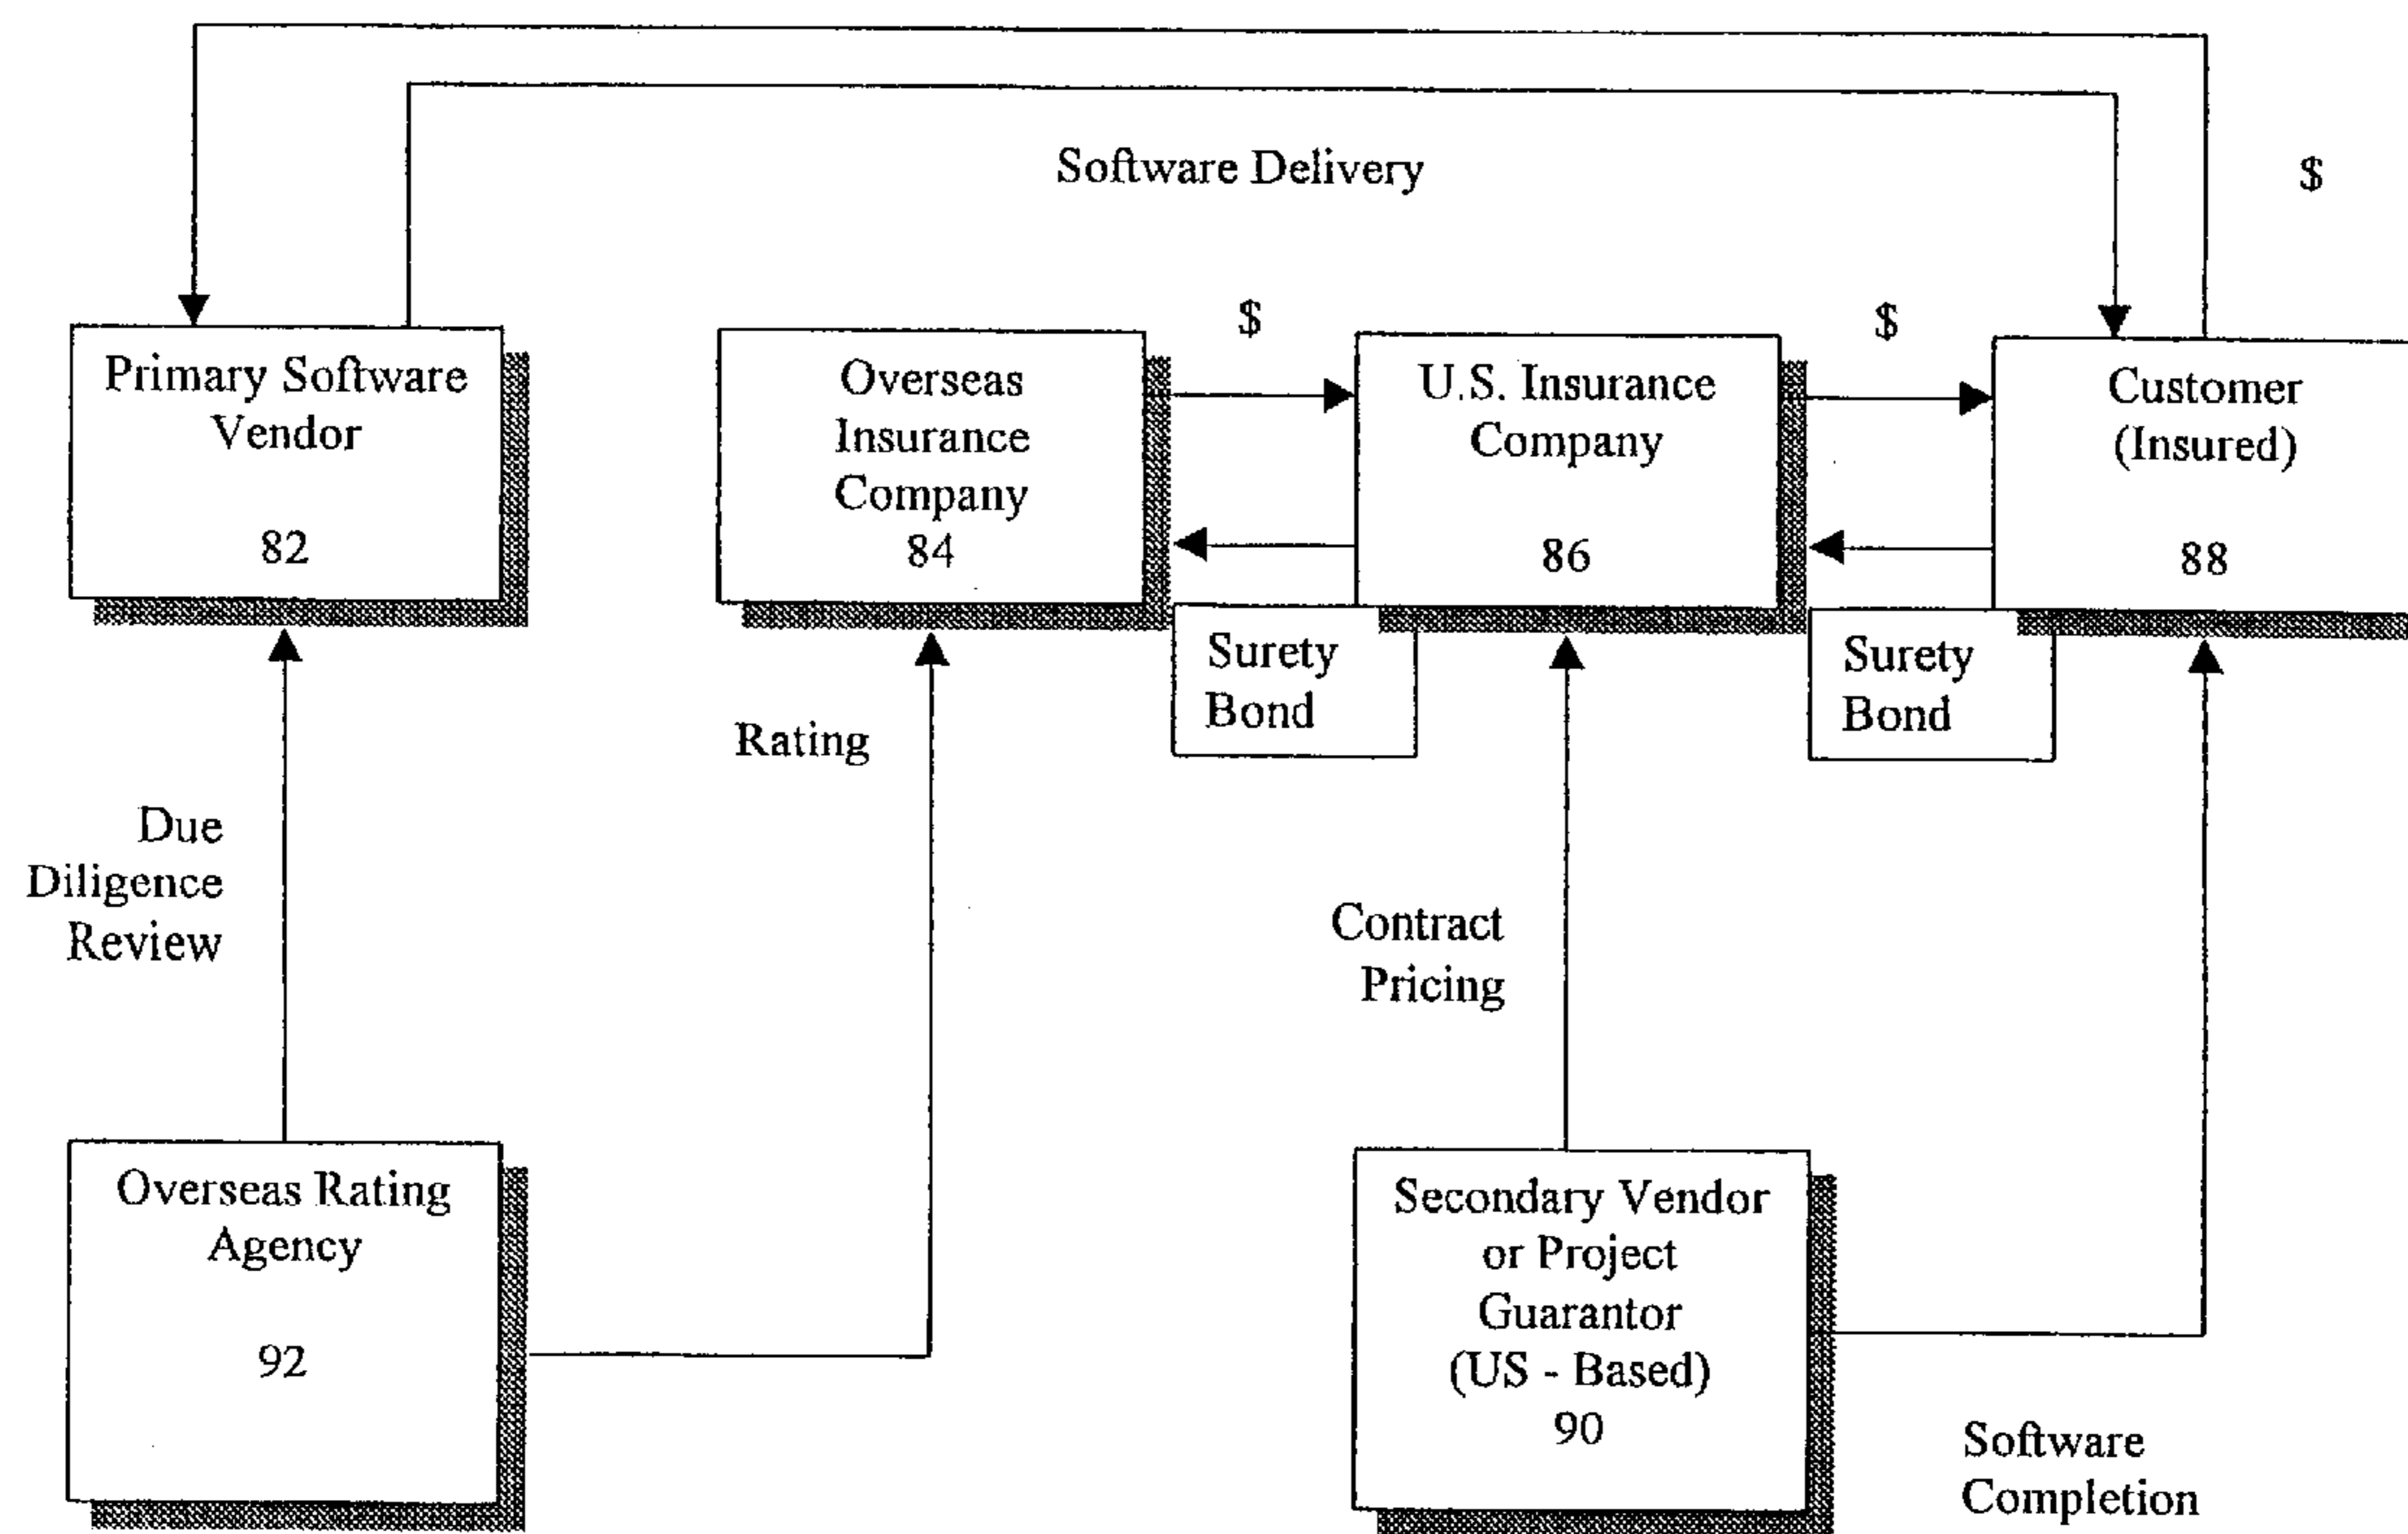 Software Delivery
$
Primary Software
Vendor
82
Overseas
Insurance
Company
84
$
U.S. Insurance
Company
86
$
Customer
(Insured)
88
Surety
Bond
Surety
Bond
Due
Diligence
Review
Rating
Contract
Pricing
Overseas Rating
Agency
92
Secondary Vendor
or Project
Guarantor
(US - Based)
90
Software
Completion